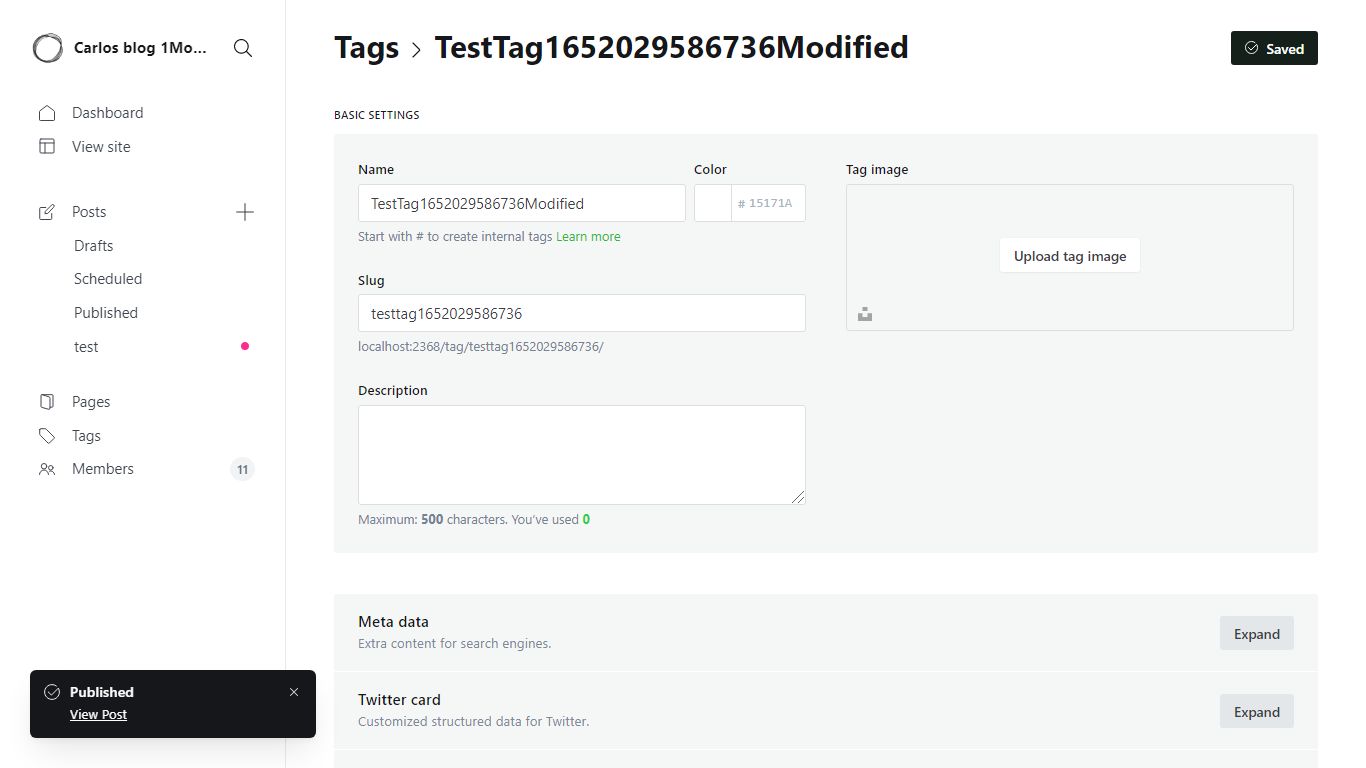 Carlos blog 1Mo...
Dashboard
View site
Posts
Drafts
Scheduled
Published
test
Pages
Tags
Members
11
Published
View Post
Tags
TestTag1652029586736Modified
Saved
BASIC SETTINGS
Name
TestTag1652029586736Modified
Start with # to create internal tags Learn more
Color
# 15171A
Slug
testtag1652029586736
localhost:2368/tag/testtag1652029586736/
Description
Maximum: 500 characters. You’ve used 0
Tag image
Upload tag image
Meta data
Extra content for search engines.
Expand
Twitter card
Customized structured data for Twitter.
Expand